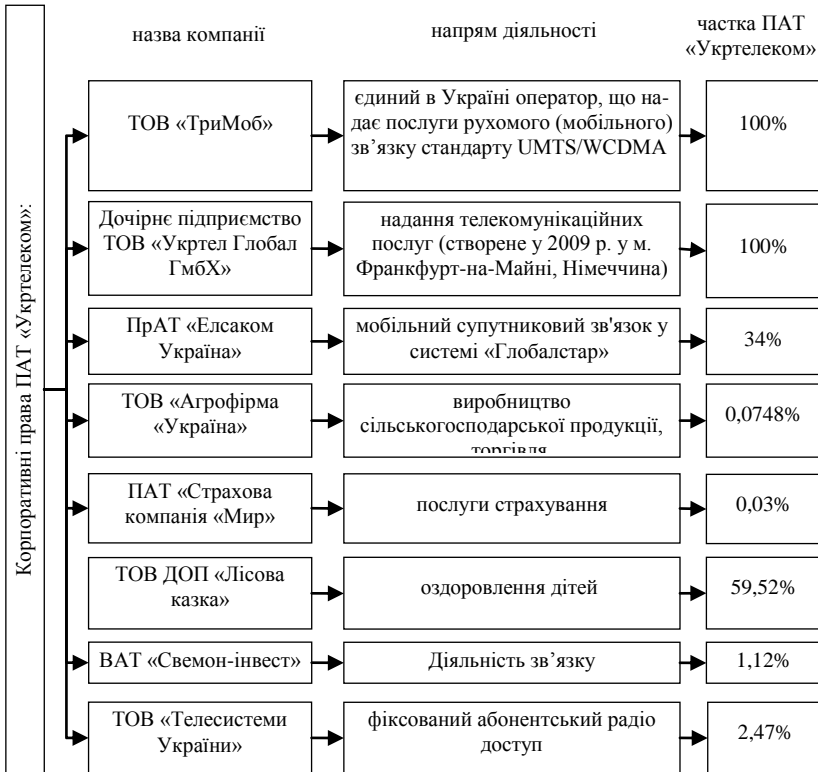 Корпоративні права ПАТ «Укртелеком»:
назва компанії
напрям діяльності
частка ПАТ
«Укртелеком»
ТОВ «ТриМоб»
єдиний в Україні оператор, що на-
дає послуги рухомого (мобільного)
зв’язку стандарту UMTS/WCDMA
100%
Дочірнє підприємство
ТОВ «Укртел Глобал
ГмбХ»
надання телекомунікаційних
послуг (створене у 2009 р. у м.
Франкфурт-на-Майні, Німеччина)
100%
ПрАТ «Елсаком
Україна»
мобільний супутниковий зв'язок у
системі «Глобалстар»
34%
ТОВ «Агрофірма
«Україна»
виробництво
сільськогосподарської продукції,
торгівля
0,0748%
ПАТ «Страхова
компанія «Мир»
послуги страхування
0,03%
ТОВ ДОП «Лісова
казка»
оздоровлення дітей
59,52%
ВАТ «Свемон-інвест»
Діяльність зв’язку
1,12%
ТОВ «Телесистеми
України»
фіксований абонентський радіо
доступ
2,47%